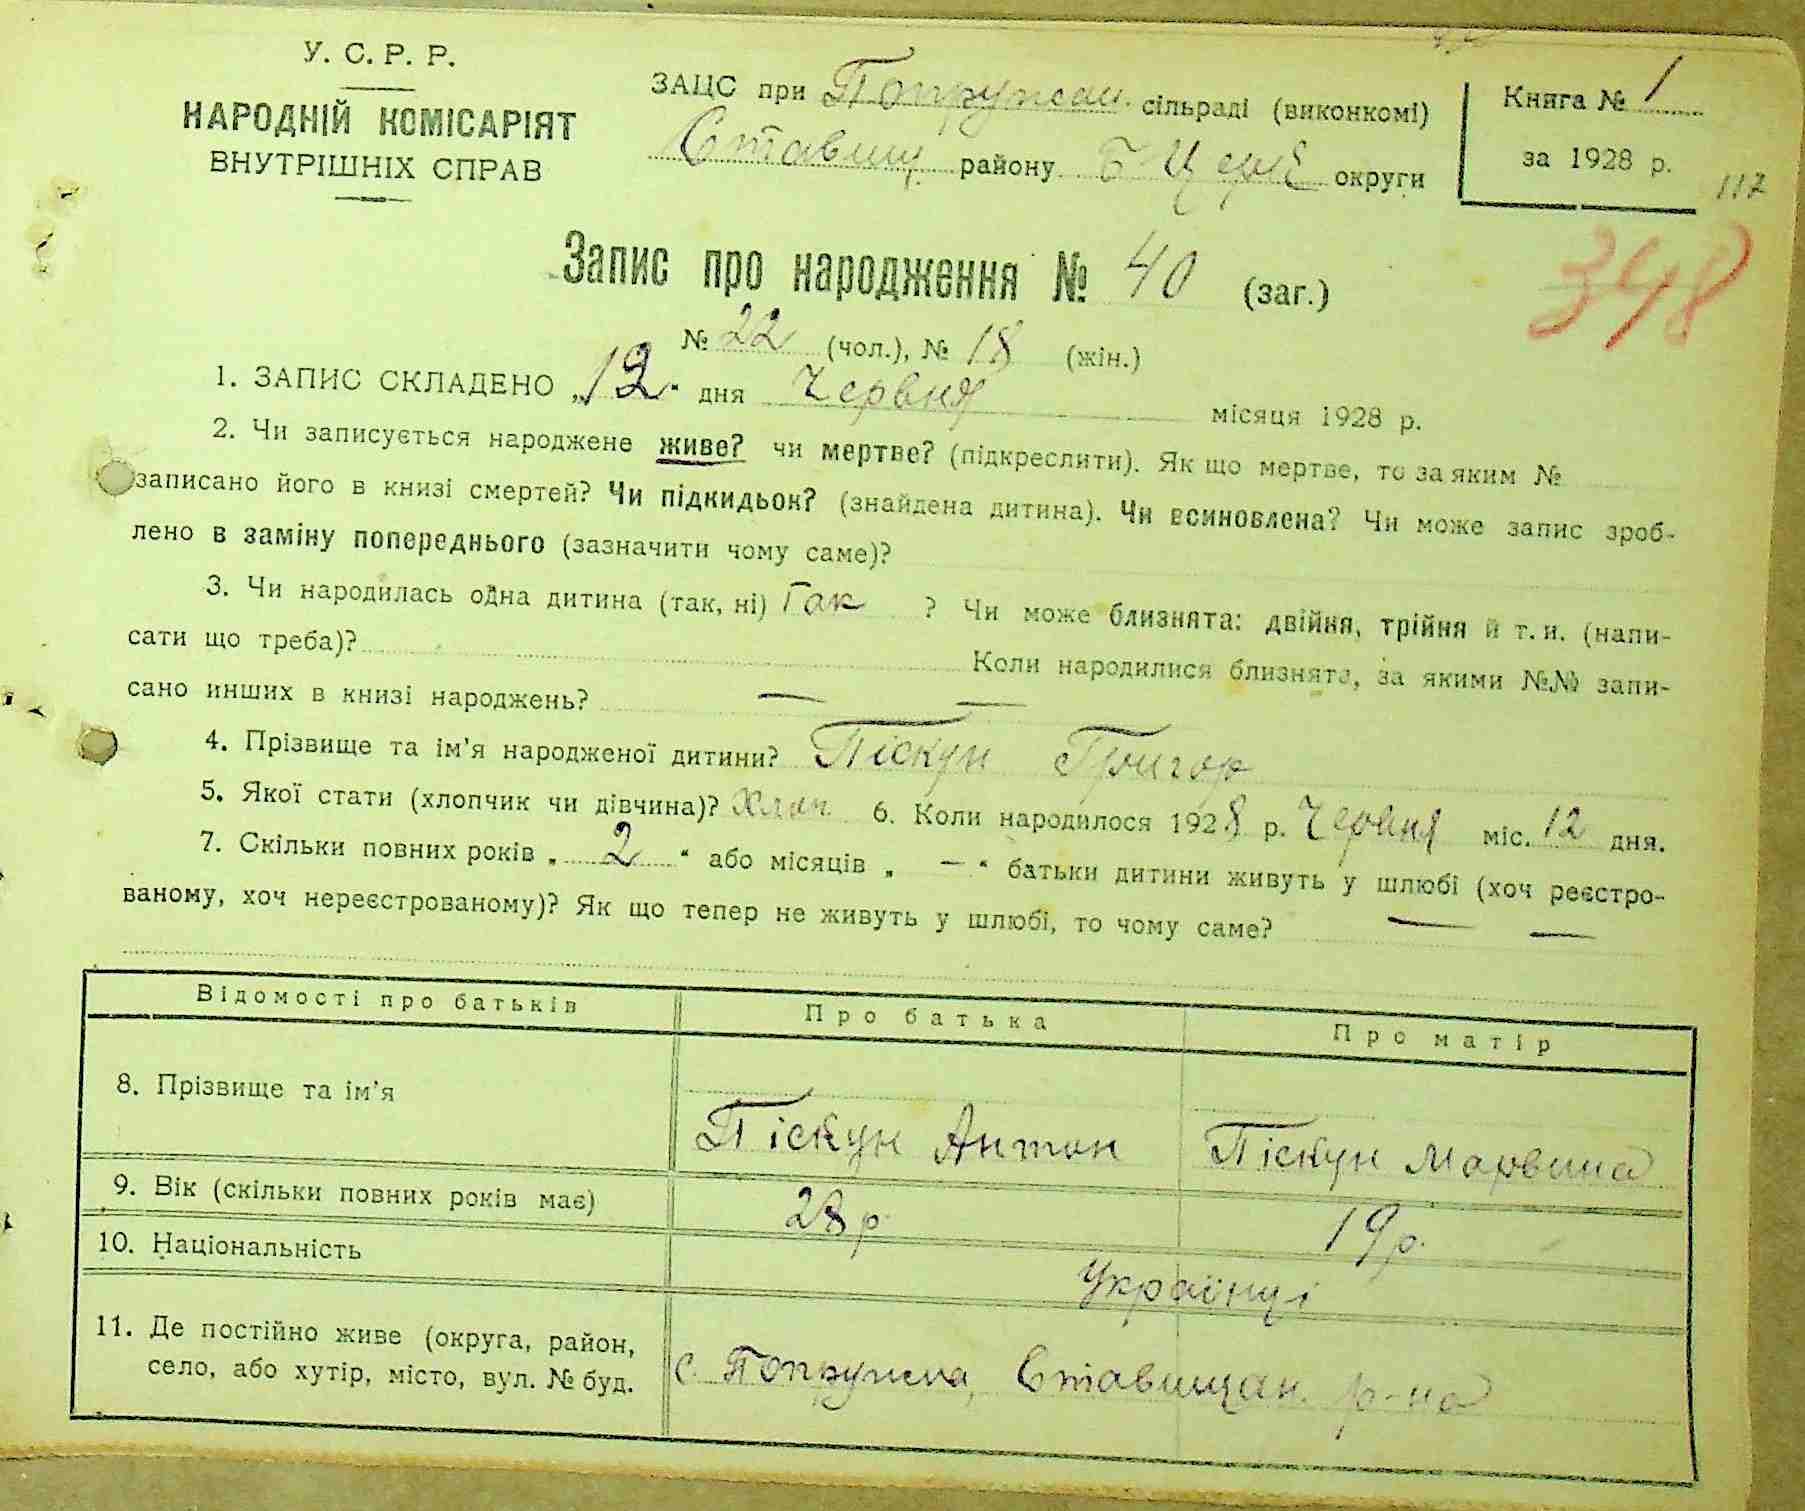 У. С. Р. Р.
НАРОДНІЙ КОМІСАРІЯТ
ВНУТРІШНІХ СПРАВ
ЗАЦС при Попружан. сільраді (виконкомі)
Ставищ. району Б Церк округи
Книга № 1
за 1928 р.
117
348
Запис про народження № 40 (заг.)
№ 22 (чол.), № 18 (жін.)
1. ЗАПИС СКЛАДЕНО „12“ дня Червня місяця 1928 р.
2. Чи записується народжене живе? чи мертве? (підкреслити). Як що мертве, то за яким №
записано його в книзі смертей? Чи підкидьок? (знайдена дитина). Чи всиновлена? Чи може запис зроб-
лено в заміну попереднього (зазначити чому саме)?
3. Чи народилась одна дитина (так, ні) Так ? Чи може близнята: двійня, трійня й т. и. (напи-
сати що треба)? Коли народилися близнята, за якими №№ запи-
сано инших в книзі народжень? — —
4. Прізвище та ім'я народженої дитини? Піскун Григор
5. Якої стати (хлопчик чи дівчина)? Хлоп. 6. Коли народилося 1928 р. Червня міс. 12 дня.
7. Скільки повних років „ 2 “ або місяців „ — “ батьки дитини живуть у шлюбі (хоч реєстро-
ваному, хоч нереєстрованому)? Як що тепер не живуть у шлюбі, то чому саме? — —
Відомості про батьків Про батька Про матір
8. Прізвище та ім'я Піскун Антон Піскун Марвина
9. Вік (скільки повних років має) 28 р. 19 р.
10. Національність Українці
11. Де постійно живе (округа, район,
село, або хутір, місто, вул. № буд. с. Попружна, Ставищан. р-на